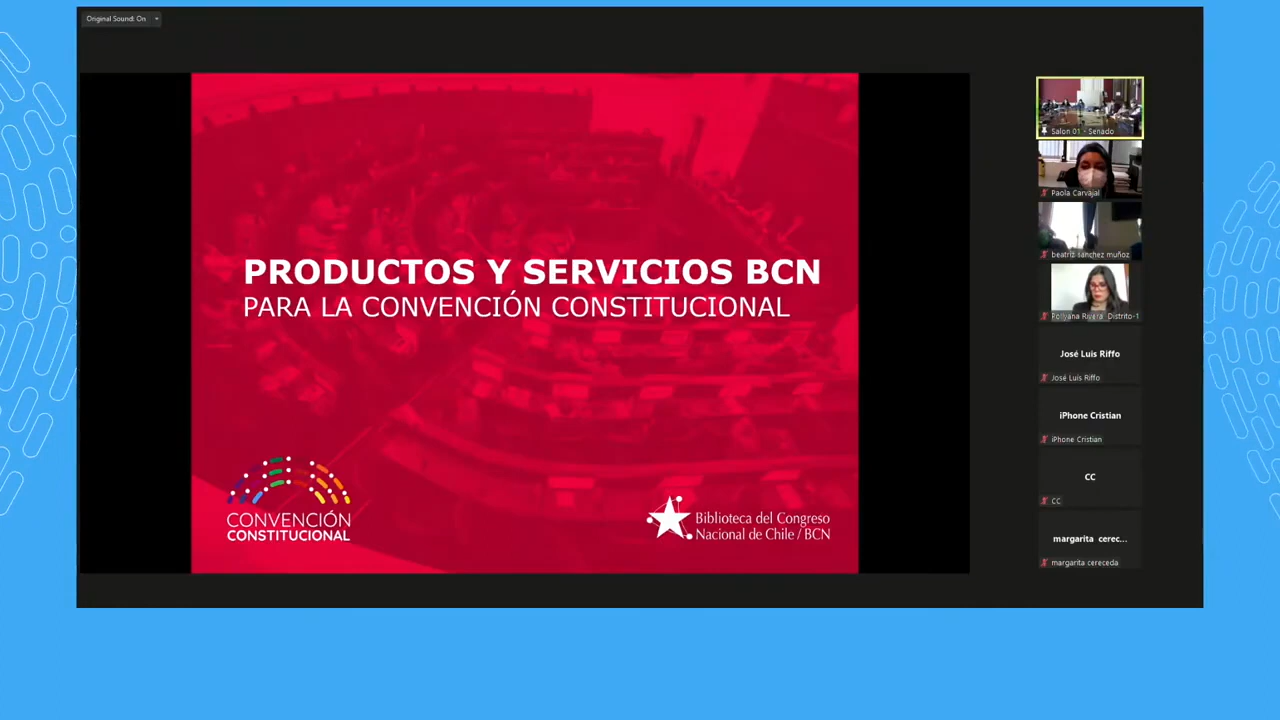 Original Sound: On
PRODUCTOS Y SERVICIOS BCN
PARA LA CONVENCIÓN CONSTITUCIONAL
CONVENCIÓN
CONSTITUCIONAL
Biblioteca del Congreso
Nacional de Chile / BCN
Salon 01 - Senado
Paola Carvajal
beatriz sanchez muñoz
Pollyana Rivera Distrito-1
José Luis Riffo
José Luis Riffo
iPhone Cristian
iPhone Cristian
CC
CC
margarita cerec...
margarita cereceda